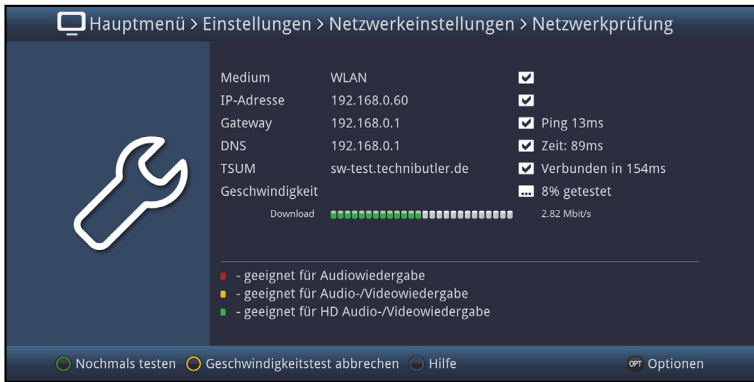 Hauptmenü > Einstellungen > Netzwerkeinstellungen > Netzwerkprüfung
Medium WLAN
IP-Adresse 192.168.0.60
Gateway 192.168.0.1 Ping 13ms
DNS 192.168.0.1 Zeit: 89ms
TSUM sw-test.technibutler.de Verbunden in 154ms
Geschwindigkeit ... 8% getestet
Download 2.82 Mbit/s
- geeignet für Audiowiedergabe
- geeignet für Audio-/Videowiedergabe
- geeignet für HD Audio-/Videowiedergabe
Nochmals testen Geschwindigkeitstest abbrechen Hilfe OPT Optionen